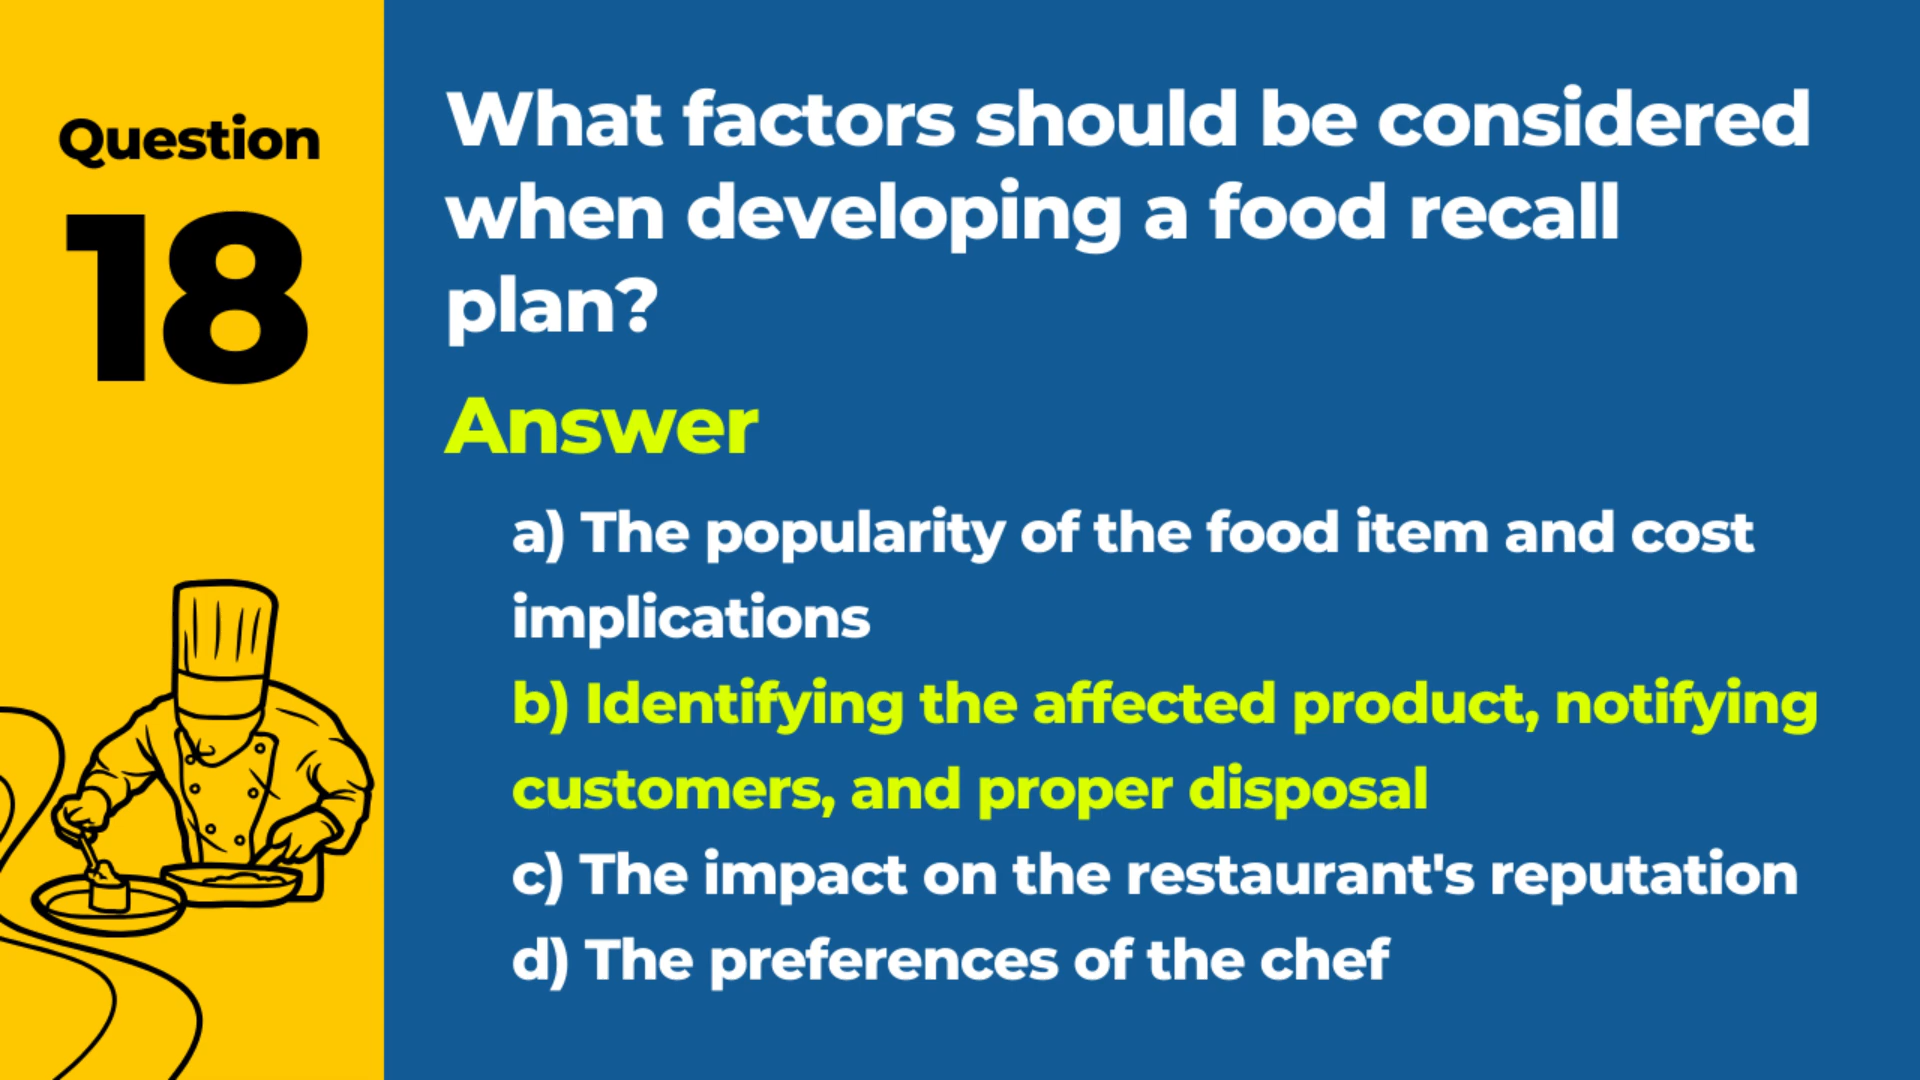 Question
18
What factors should be considered
when developing a food recall
plan?
Answer
a) The popularity of the food item and cost
implications
b) Identifying the affected product, notifying
customers, and proper disposal
c) The impact on the restaurant's reputation
d) The preferences of the chef